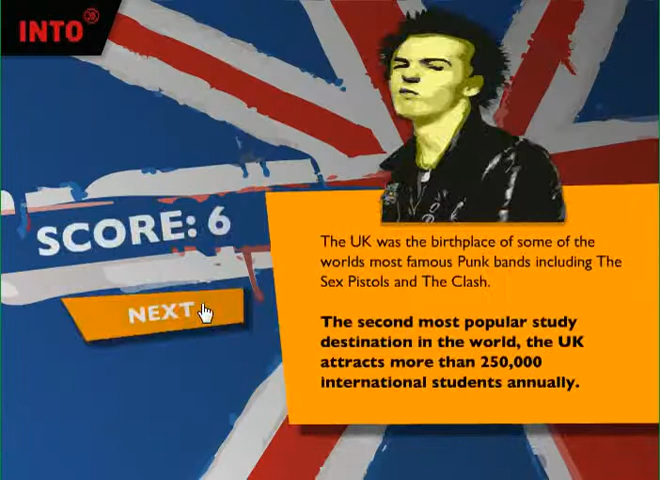 INTO
SCORE: 6
NEXT
The UK was the birthplace of some of the
worlds most famous Punk bands including The
Sex Pistols and The Clash.
The second most popular study
destination in the world, the UK
attracts more than 250,000
international students annually.